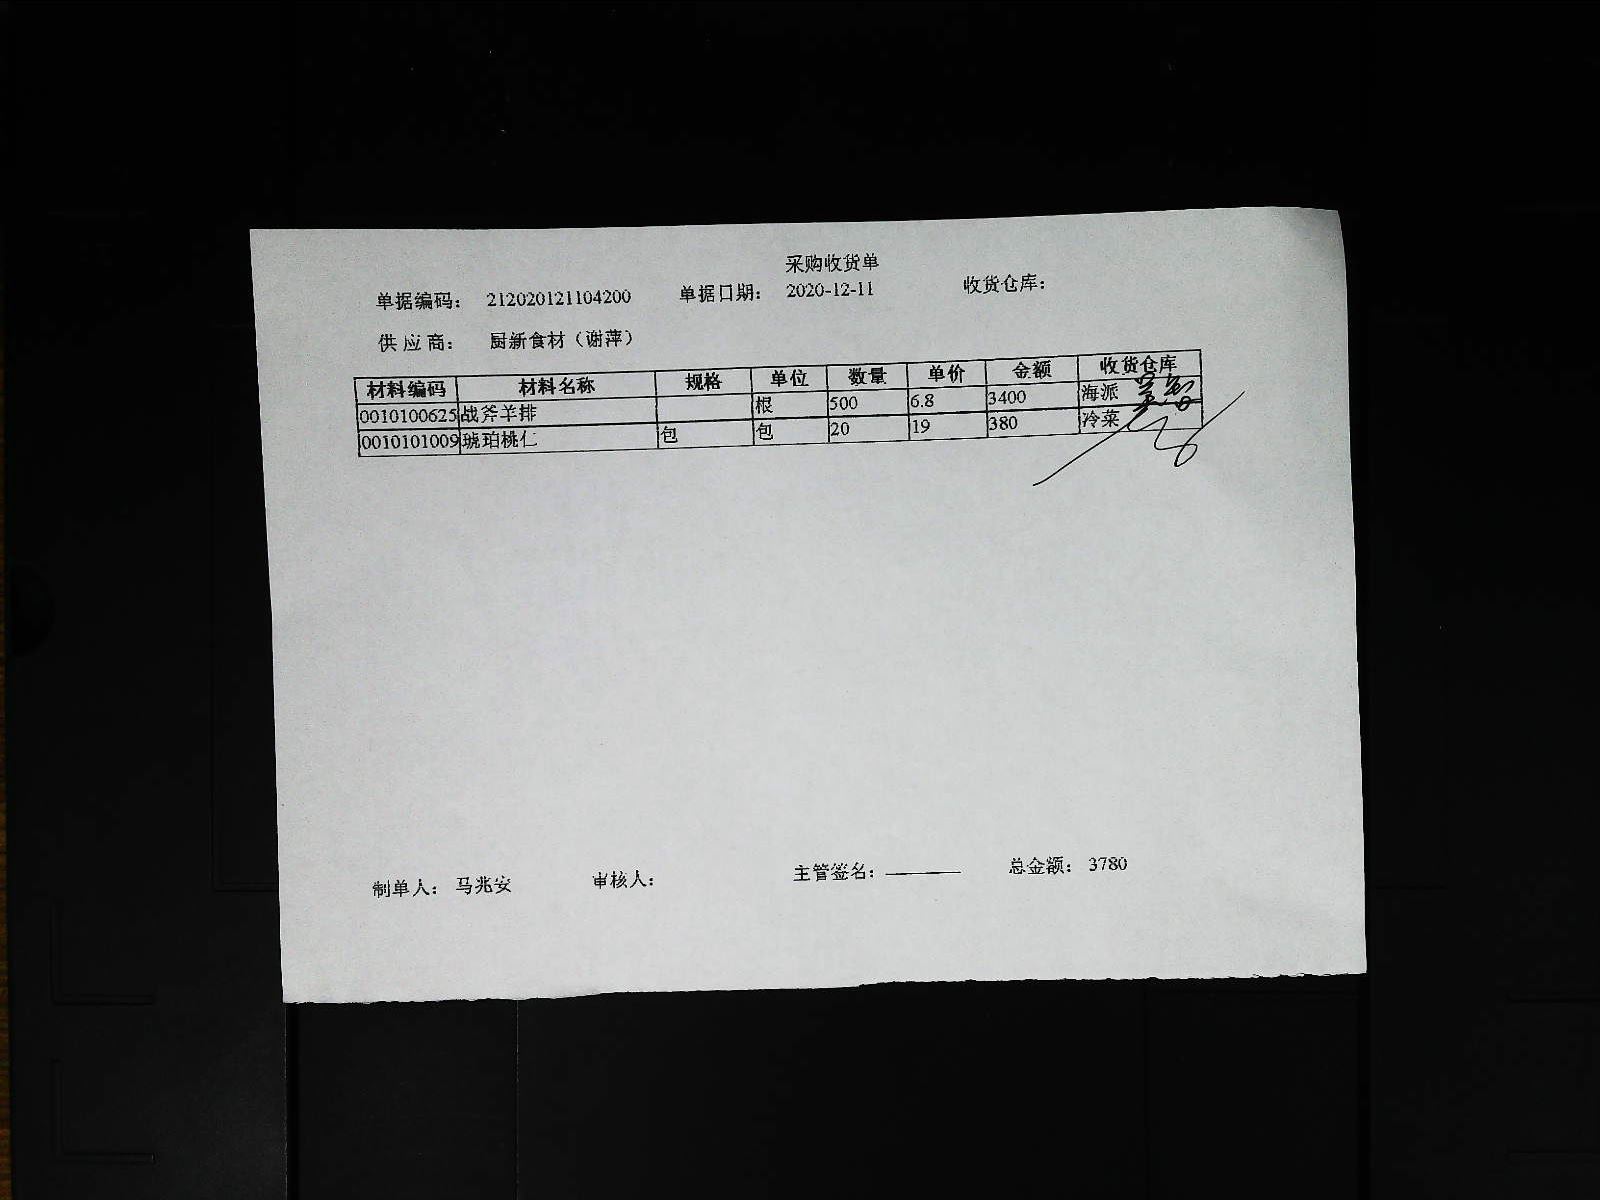 采购收货单
单据编码： 212020121104200 单据日期： 2020-12-11 收货仓库：
供 应 商： 厨新食材（谢萍）
材料编码 材料名称 规格 单位 数量 单价 金额 收货仓库
0010100625 战斧羊排 根 500 6.8 3400 海派
0010101009 琥珀桃仁 包 包 20 19 380 冷菜
制单人： 马兆安 审核人： 主管签名： 总金额： 3780